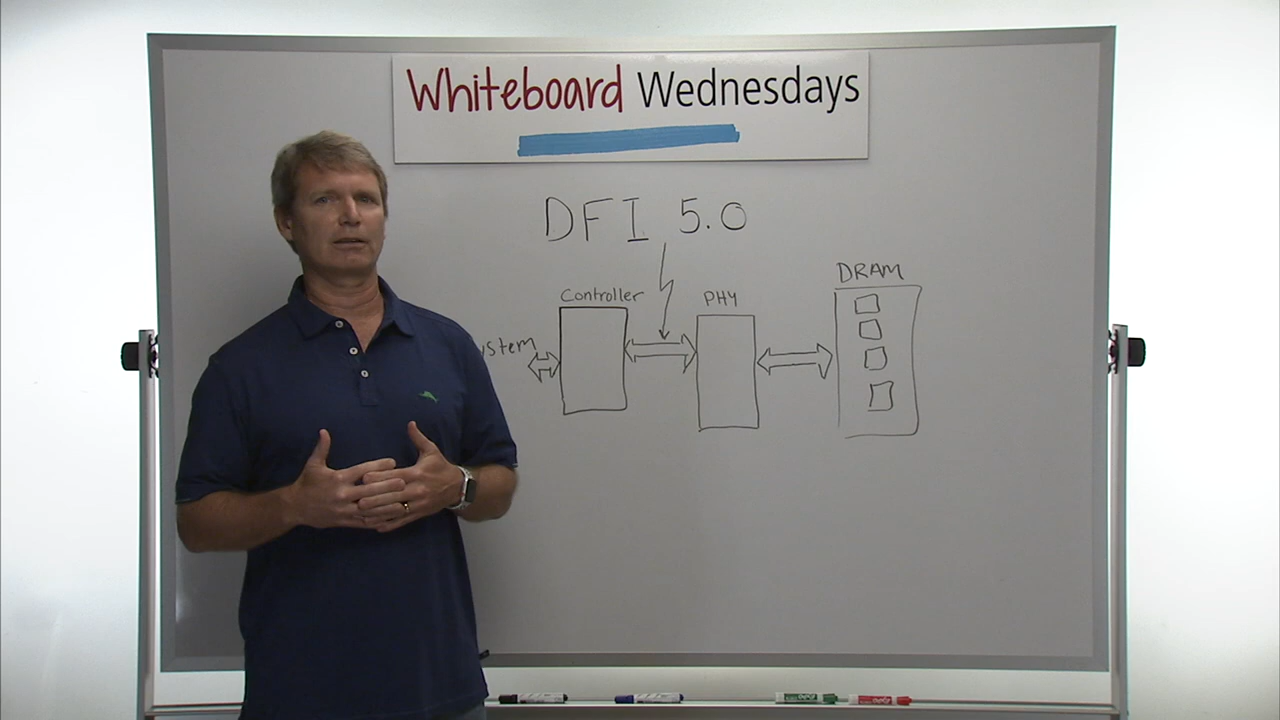 Whiteboard Wednesdays
DFI 5.0
DRAM
Controller
PHY
ystem